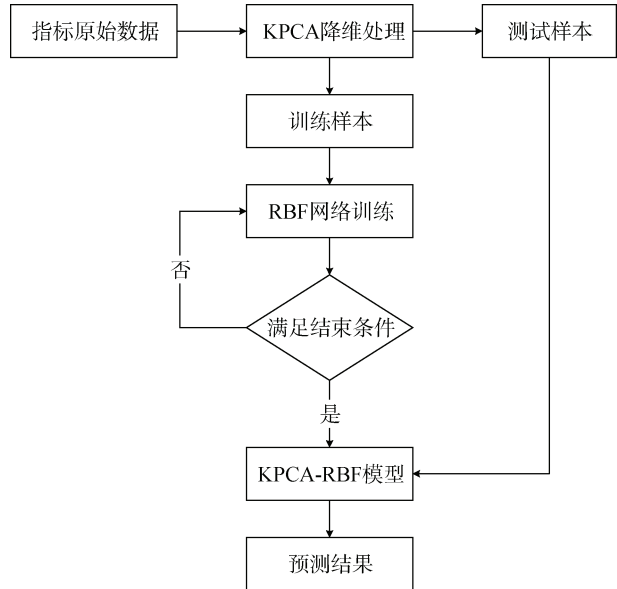 指标原始数据
KPCA降维处理
测试样本
训练样本
RBF网络训练
否
满足结束条件
是
KPCA-RBF模型
预测结果